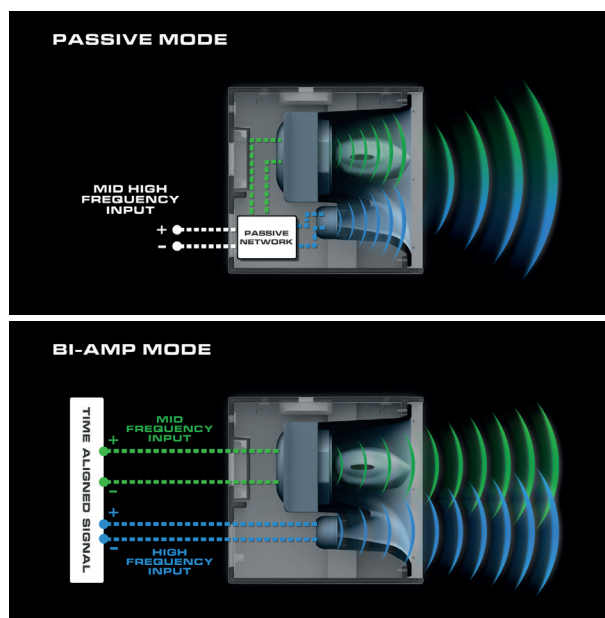 PASSIVE MODE
MID HIGH
FREQUENCY
INPUT
+
-
PASSIVE
NETWORK
BI-AMP MODE
TIME ALIGNED SIGNAL
MID
FREQUENCY
INPUT
+
-
+
-
HIGH
FREQUENCY
INPUT